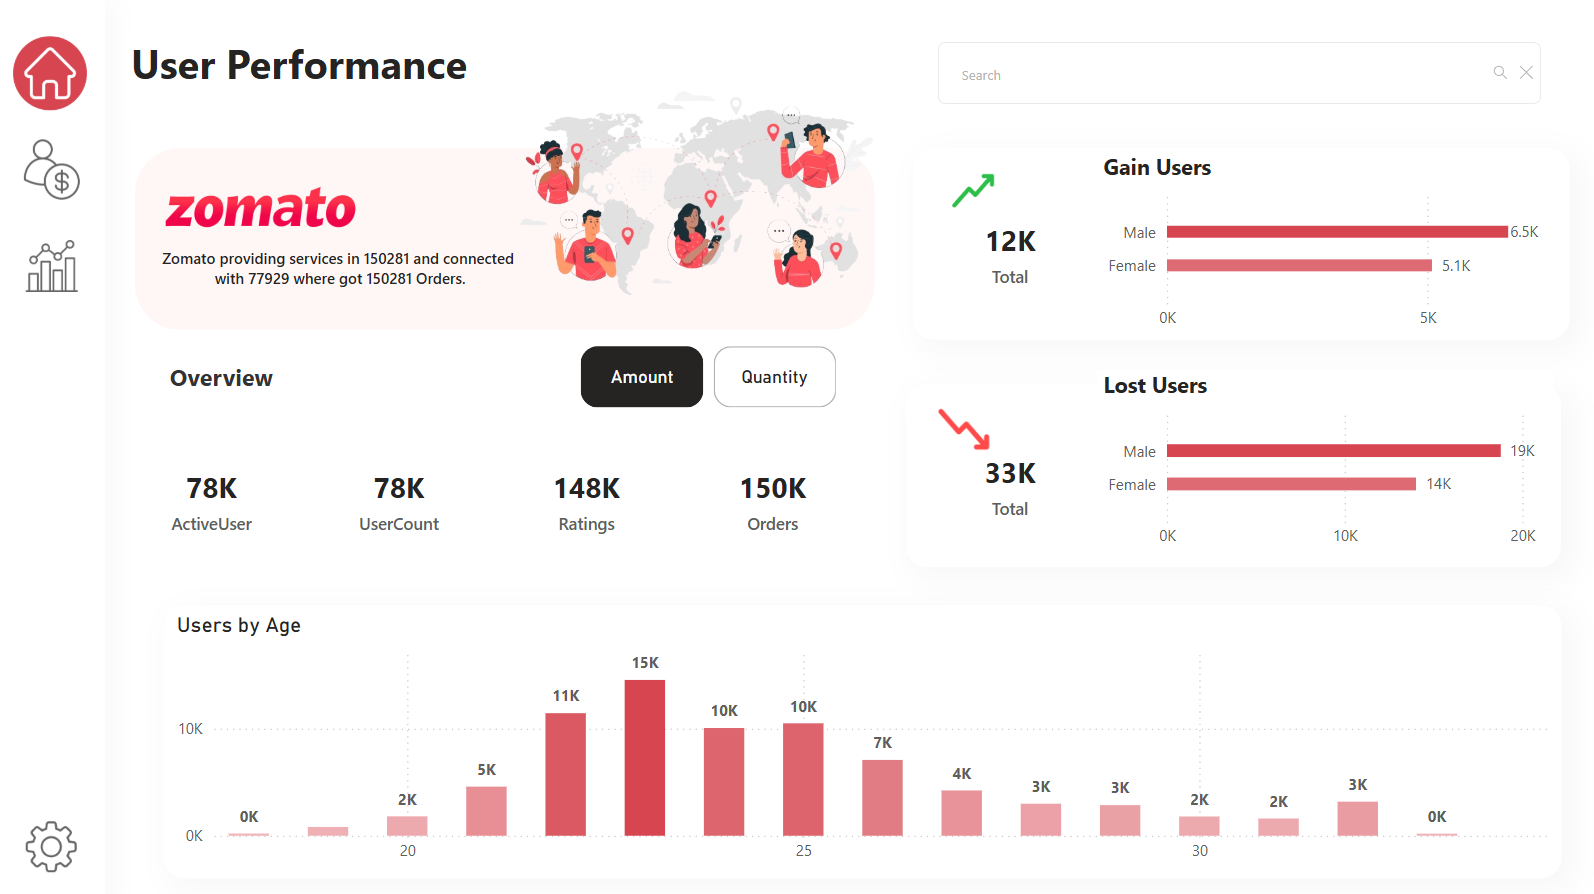 User Performance
Search
zomato
Zomato providing services in 150281 and connected
with 77929 where got 150281 Orders.
Gain Users
12K
Total
Male
6.5K
Female
5.1K
0K
5K
Overview
Amount
Quantity
Lost Users
33K
Total
Male
19K
Female
14K
0K
10K
20K
78K
ActiveUser
78K
UserCount
148K
Ratings
150K
Orders
Users by Age
10K
0K
0K
2K
5K
11K
15K
10K
10K
7K
4K
3K
3K
2K
2K
3K
0K
20
25
30